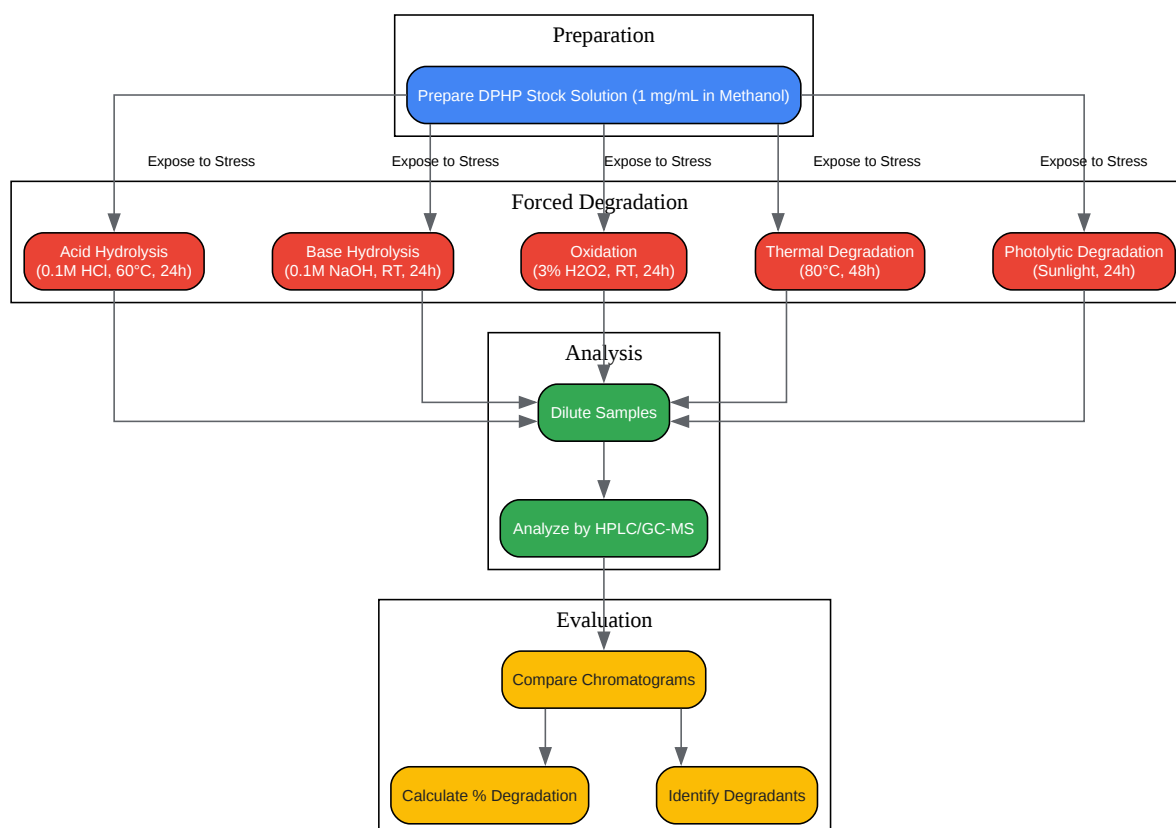 Preparation
Prepare DPHP Stock Solution (1 mg/mL in Methanol)
Expose to Stress
Expose to Stress
Expose to Stress
Expose to Stress
Expose to Stress
Forced Degradation
Acid Hydrolysis
(0.1M HCl, 60°C, 24h)
Base Hydrolysis
(0.1M NaOH, RT, 24h)
Oxidation
(3% H2O2, RT, 24h)
Thermal Degradation
(80°C, 48h)
Photolytic Degradation
(Sunlight, 24h)
Analysis
Dilute Samples
Analyze by HPLC/GC-MS
Evaluation
Compare Chromatograms
Calculate % Degradation
Identify Degradants